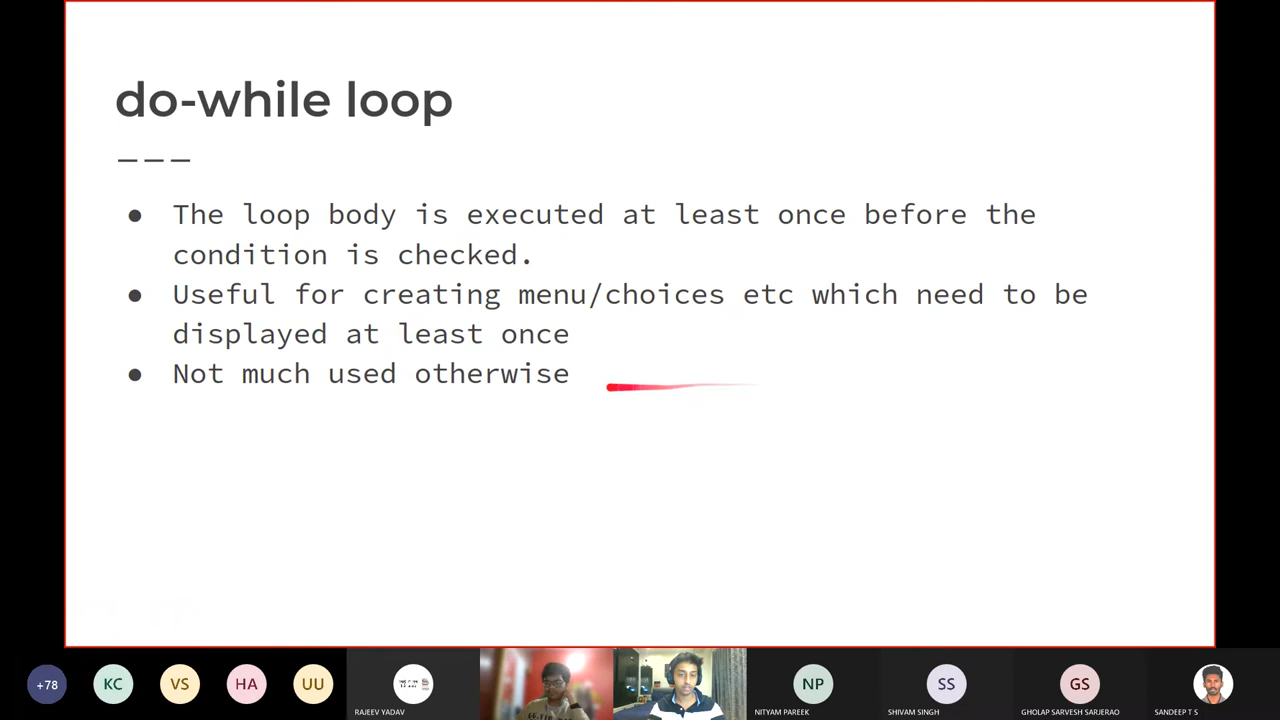 do-while loop
---
● The loop body is executed at least once before the
condition is checked.
● Useful for creating menu/choices etc which need to be
displayed at least once
● Not much used otherwise
+78
KC
VS
HA
UU
NP
SS
GS
RAJEEV YADAV
NITYAM PAREEK
SHIVAM SINGH
GHOLAP SARVESH SARJERAO
SANDEEP T S